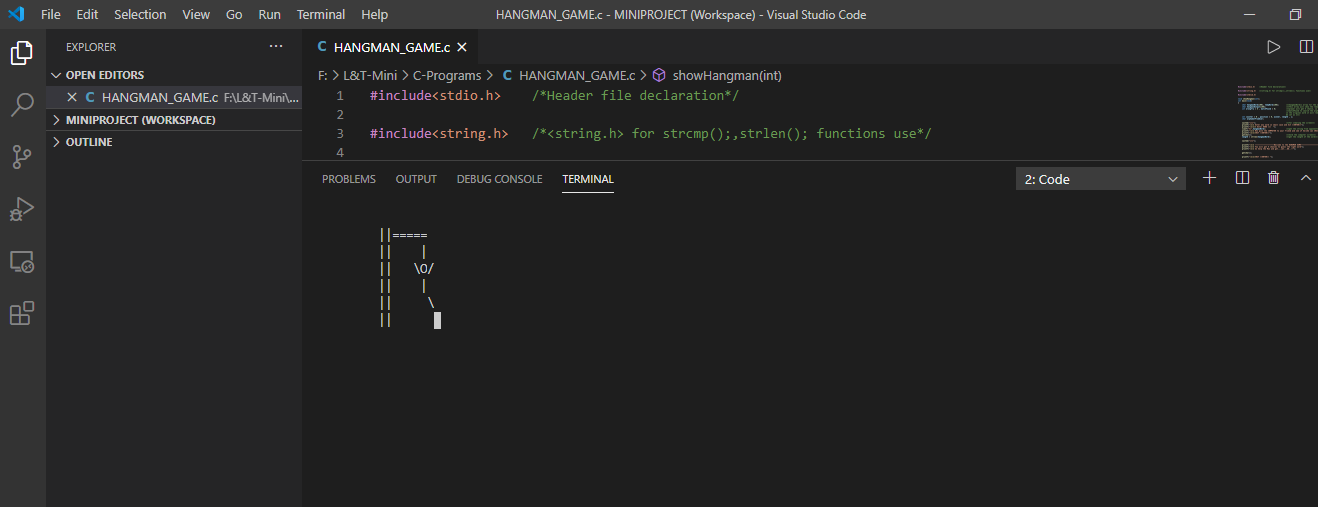 File Edit Selection View Go Run Terminal Help HANGMAN_GAME.c - MINIPROJECT (Workspace) - Visual Studio Code
EXPLORER ···
OPEN EDITORS
C HANGMAN_GAME.c F:\L&T-Mini\...
MINIPROJECT (WORKSPACE)
OUTLINE
C HANGMAN_GAME.c
F: > L&T-Mini > C-Programs > C HANGMAN_GAME.c > showHangman(int)
1 #include<stdio.h> /*Header file declaration*/
2
3 #include<string.h> /*<string.h> for strcmp();,strlen(); functions use*/
4
PROBLEMS OUTPUT DEBUG CONSOLE TERMINAL 2: Code
||=====
||    |
||   \O/
||    |
||     \
||